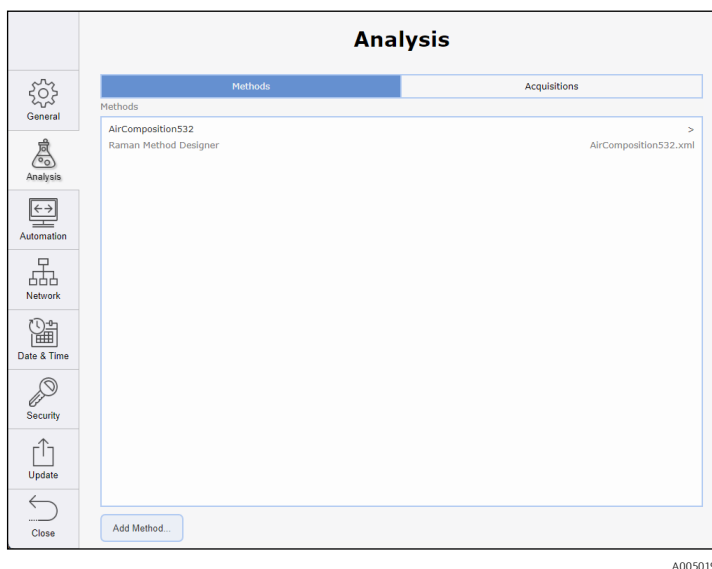 Analysis
General
Analysis
Automation
Network
Date & Time
Security
Update
Close
Methods
Acquisitions
Methods
AirComposition532 >
Raman Method Designer AirComposition532.xml
Add Method...